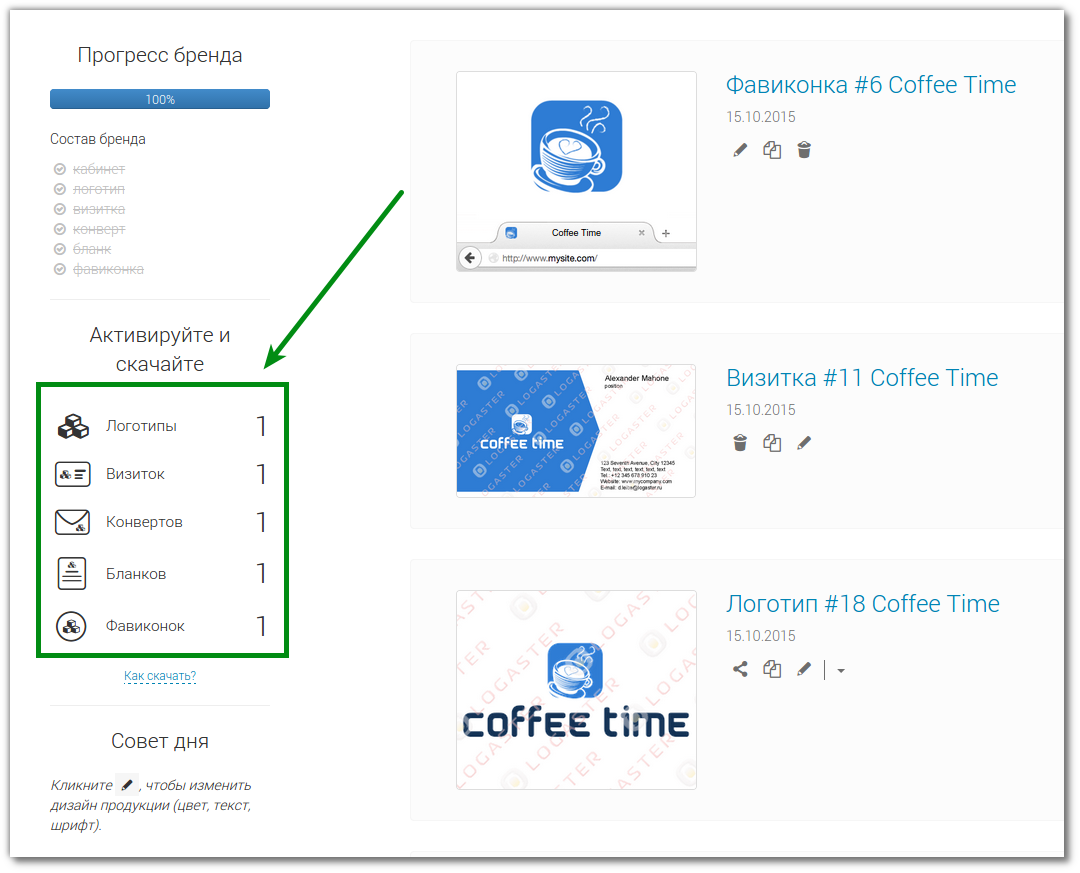 Прогресс бренда
100%
Состав бренда
кабинет
логотип
визитка
конверт
бланк
фавиконка
Активируйте и
скачайте
Логотипы 1
Визиток 1
Конвертов 1
Бланков 1
Фавиконок 1
Как скачать?
Совет дня
Кликните , чтобы изменить
дизайн продукции (цвет, текст,
шрифт).
Фавиконка #6 Coffee Time
15.10.2015
Coffee Time
http://www.mysite.com/
Визитка #11 Coffee Time
15.10.2015
Alexander Mahone
position
coffee time
123 Seventh Avenue, City 12345
Text, text, text, text, text
Tel.: +12 345 678 910 23
Website: www.mycompany.com
LOGASTER
Логотип #18 Coffee Time
15.10.2015
coffee time
LOGASTER